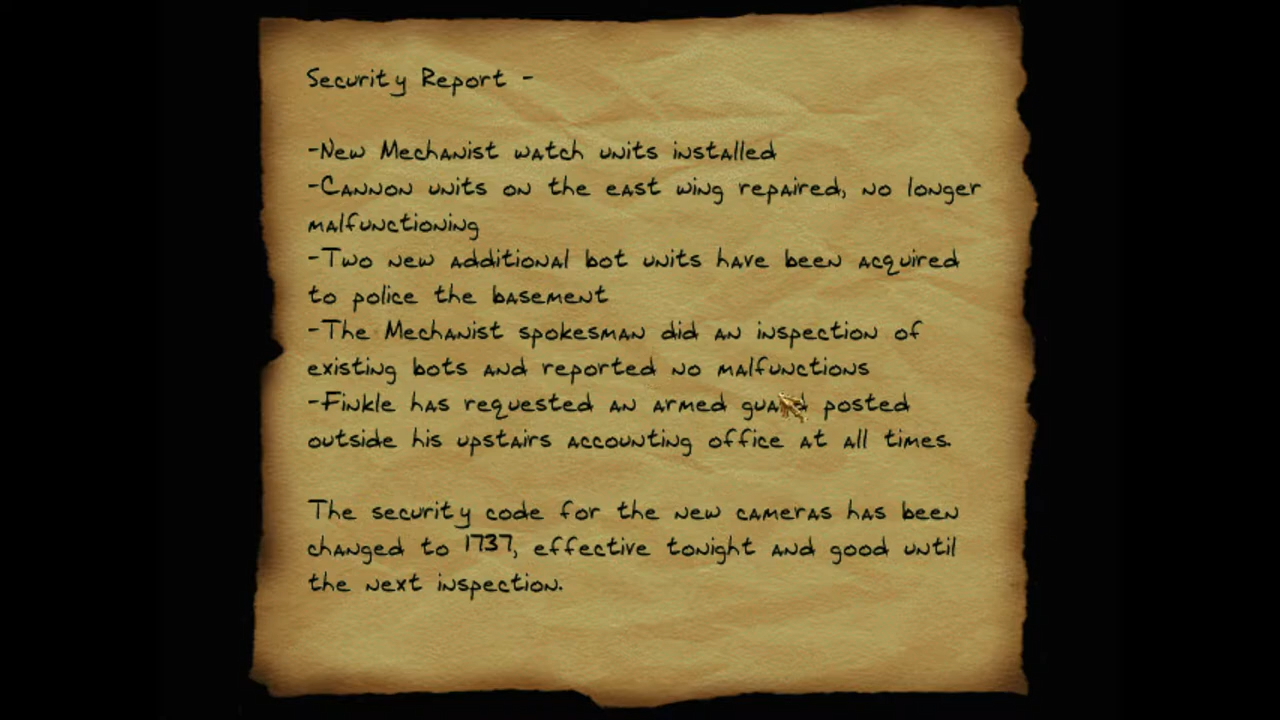 Security Report -
-New Mechanist watch units installed
-Cannon units on the east wing repaired, no longer
malfunctioning
-Two new additional bot units have been acquired
to police the basement
-The Mechanist spokesman did an inspection of
existing bots and reported no malfunctions
-Finkle has requested an armed guard posted
outside his upstairs accounting office at all times.
The security code for the new cameras has been
changed to 1737, effective tonight and good until
the next inspection.